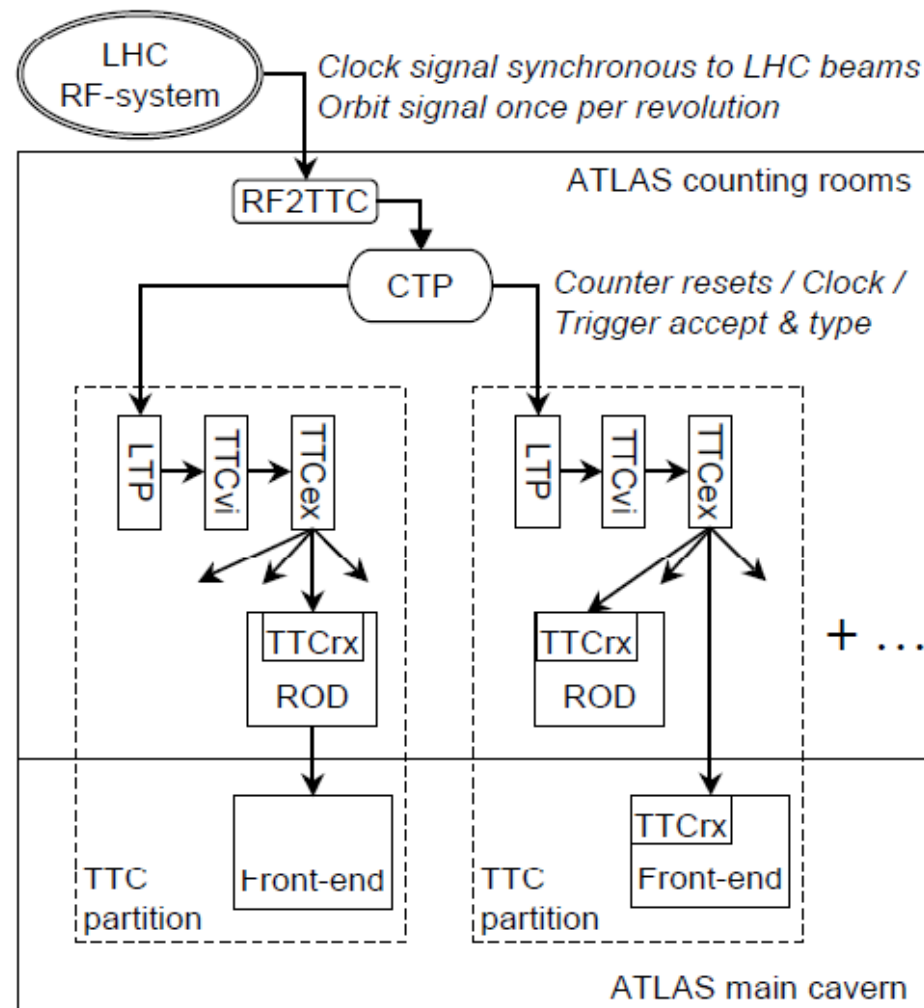 LHC
RF-system
Clock signal synchronous to LHC beams
Orbit signal once per revolution
ATLAS counting rooms
RF2TTC
CTP
Counter resets / Clock /
Trigger accept & type
LTP
TTCvi
TTCex
LTP
TTCvi
TTCex
TTCrx
ROD
TTCrx
ROD
+ ...
TTC
partition
Front-end
TTC
partition
TTCrx
Front-end
ATLAS main cavern